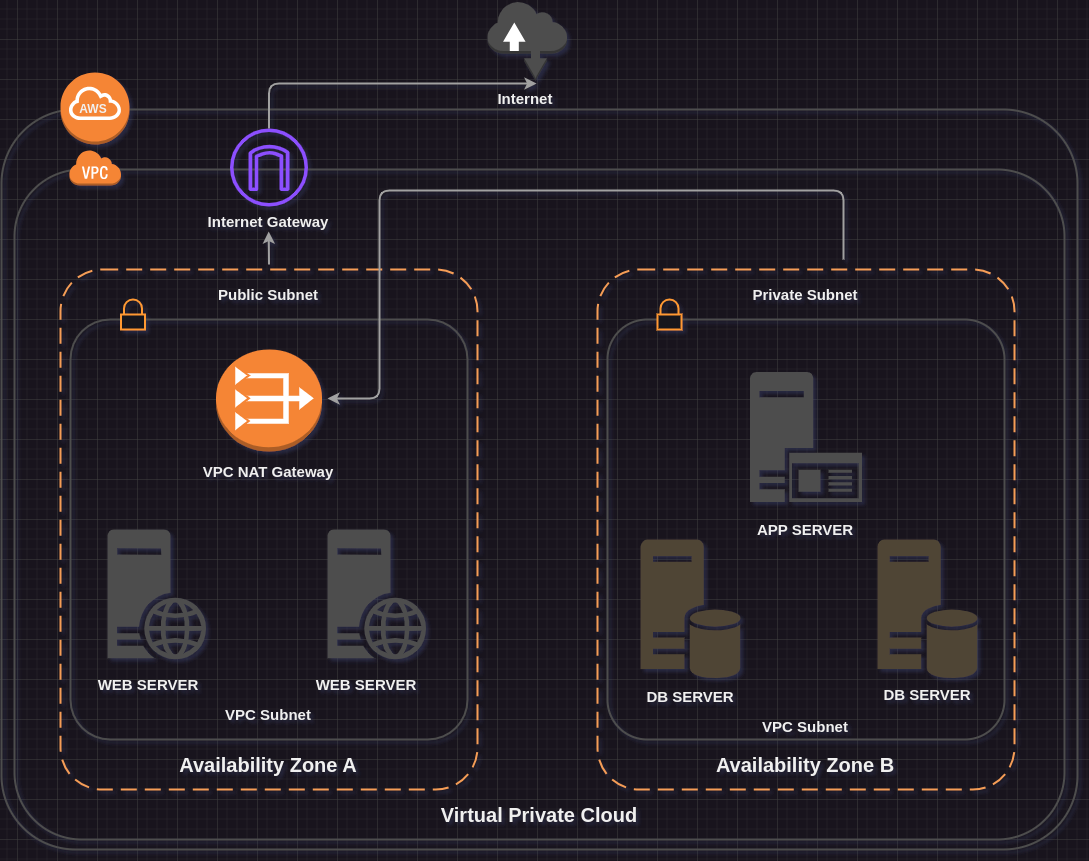 Internet
AWS
VPC
Internet Gateway
Public Subnet
Private Subnet
VPC NAT Gateway
APP SERVER
WEB SERVER
WEB SERVER
DB SERVER
DB SERVER
VPC Subnet
VPC Subnet
Availability Zone A
Availability Zone B
Virtual Private Cloud